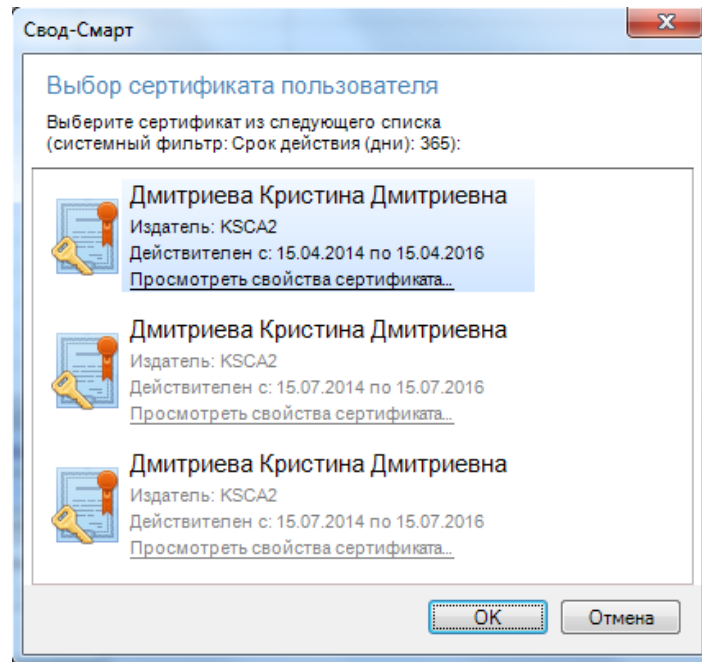 Свод-Смарт
Выбор сертификата пользователя
Выберите сертификат из следующего списка
(системный фильтр: Срок действия (дни): 365):
Дмитриева Кристина Дмитриевна
Издатель: KSCA2
Действителен с: 15.04.2014 по 15.04.2016
Просмотреть свойства сертификата...
Дмитриева Кристина Дмитриевна
Издатель: KSCA2
Действителен с: 15.07.2014 по 15.07.2016
Просмотреть свойства сертификата...
Дмитриева Кристина Дмитриевна
Издатель: KSCA2
Действителен с: 15.07.2014 по 15.07.2016
Просмотреть свойства сертификата...
OK Отмена